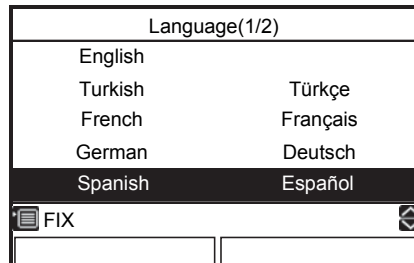 Language(1/2)
English
Turkish Türkçe
French Français
German Deutsch
Spanish Español
FIX